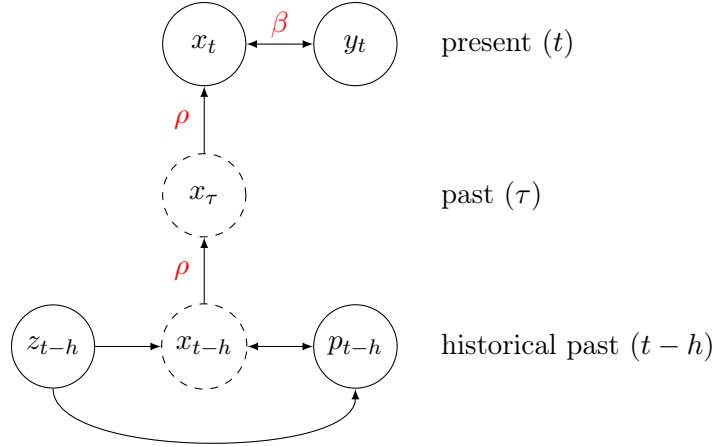 x_t β y_t present (t)
ρ
x_τ past (τ)
ρ
z_{t−h} x_{t−h} p_{t−h} historical past (t − h)